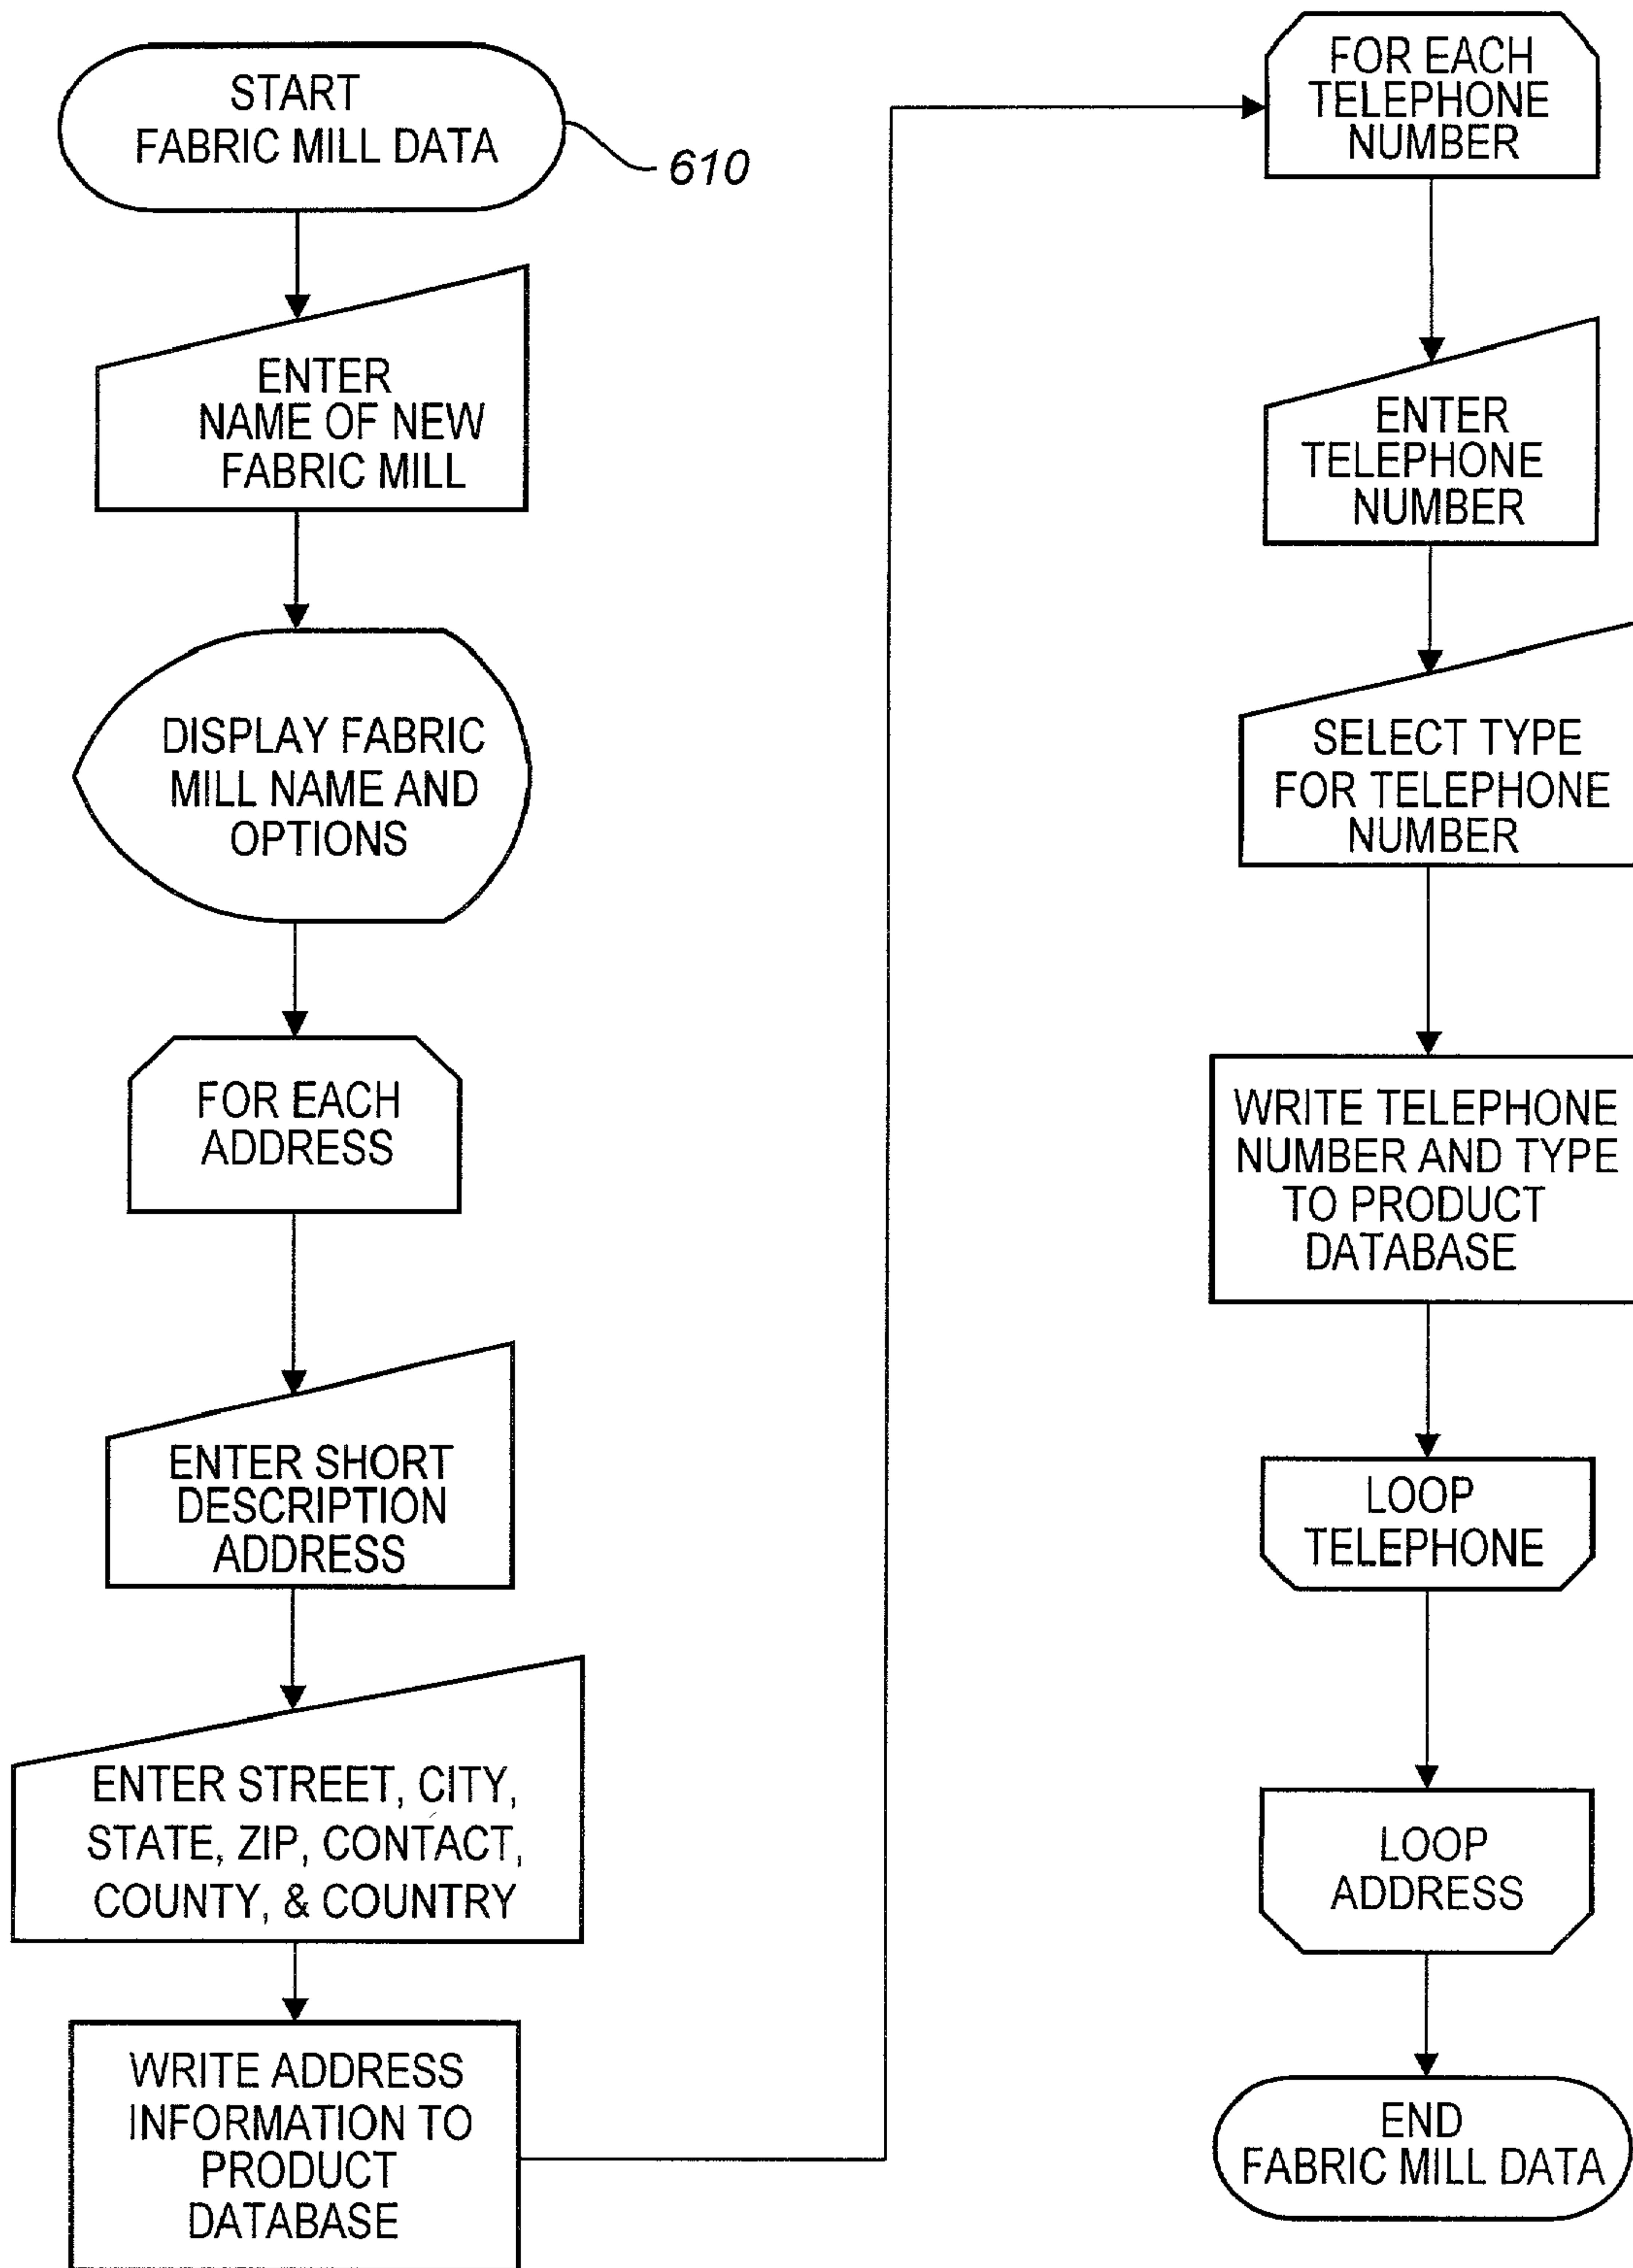 START
FABRIC MILL DATA
610
ENTER
NAME OF NEW
FABRIC MILL
DISPLAY FABRIC
MILL NAME AND
OPTIONS
FOR EACH
ADDRESS
ENTER SHORT
DESCRIPTION
ADDRESS
ENTER STREET, CITY,
STATE, ZIP, CONTACT,
COUNTY, & COUNTRY
WRITE ADDRESS
INFORMATION TO
PRODUCT
DATABASE
FOR EACH
TELEPHONE
NUMBER
ENTER
TELEPHONE
NUMBER
SELECT TYPE
FOR TELEPHONE
NUMBER
WRITE TELEPHONE
NUMBER AND TYPE
TO PRODUCT
DATABASE
LOOP
TELEPHONE
LOOP
ADDRESS
END
FABRIC MILL DATA